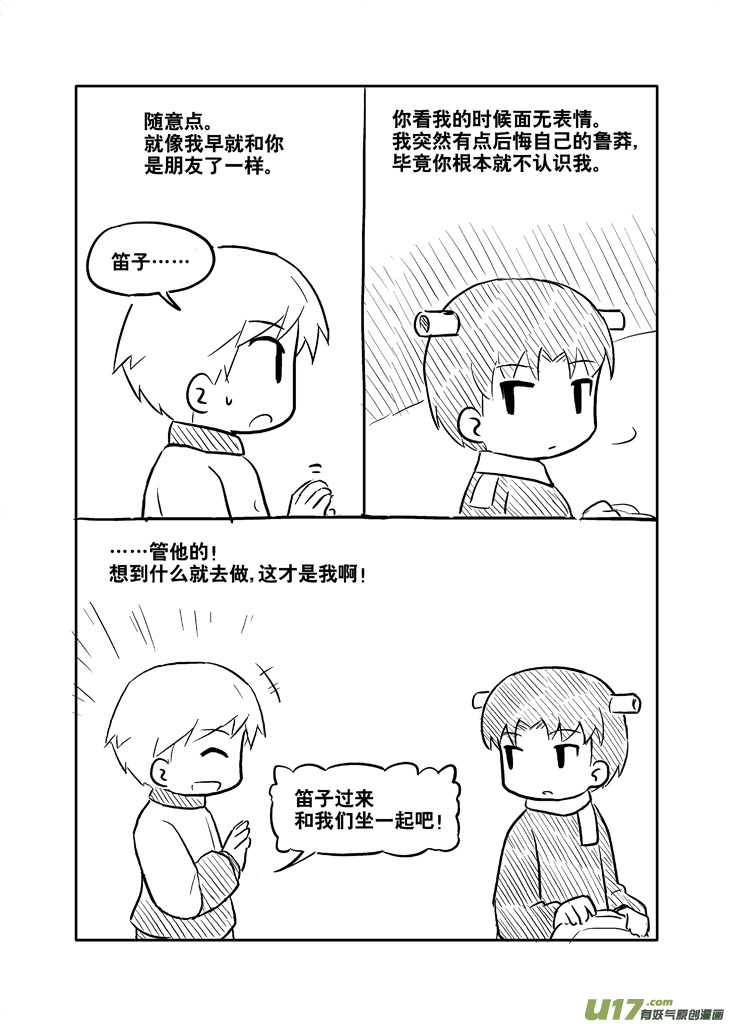 随意点。
就像我早就和你
是朋友了一样。
笛子……
你看我的时候面无表情。
我突然有点后悔自己的鲁莽，
毕竟你根本就不认识我。
……管他的！
想到什么就去做，这才是我啊！
笛子过来
和我们坐一起吧！
U17.com
有妖气原创漫画